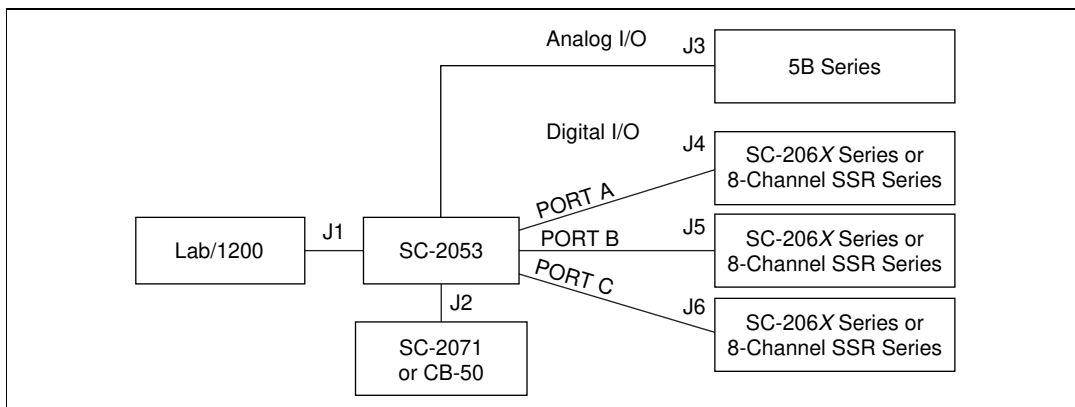 Analog I/O
J3
5B Series
Digital I/O
J4
SC-206X Series or
8-Channel SSR Series
PORT A
Lab/1200
J1
SC-2053
PORT B
J5
SC-206X Series or
8-Channel SSR Series
PORT C
J2
J6
SC-206X Series or
8-Channel SSR Series
SC-2071
or CB-50